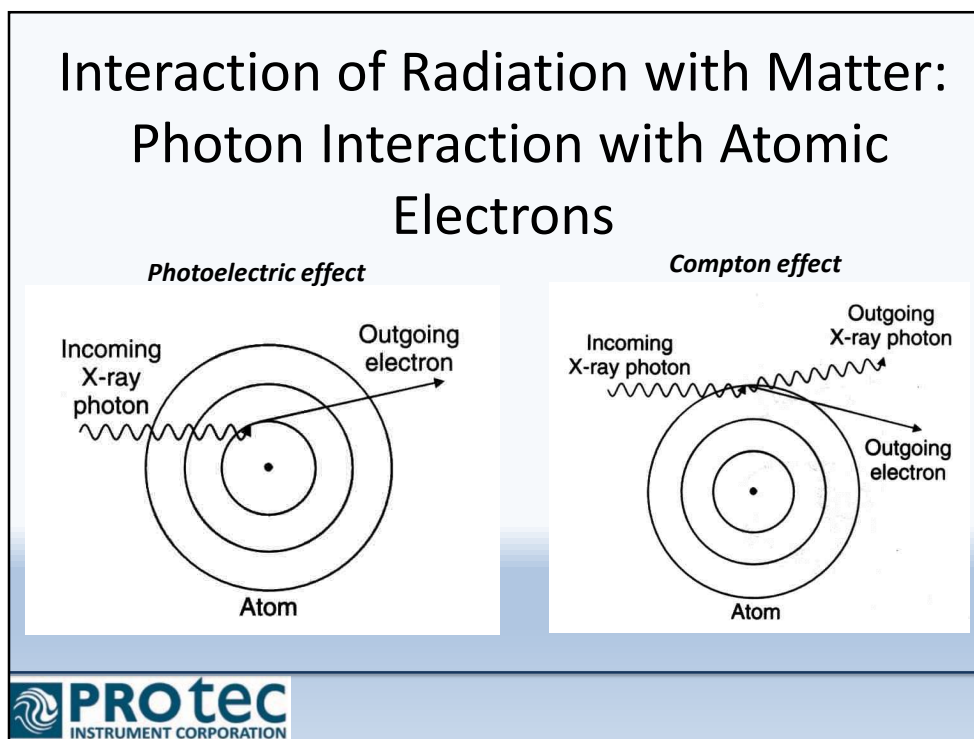 Interaction of Radiation with Matter:
Photon Interaction with Atomic
Electrons
Photoelectric effect
Incoming
X-ray
photon
Outgoing
electron
Atom
Compton effect
Incoming
X-ray photon
Outgoing
X-ray photon
Outgoing
electron
Atom
PROtec
INSTRUMENT CORPORATION